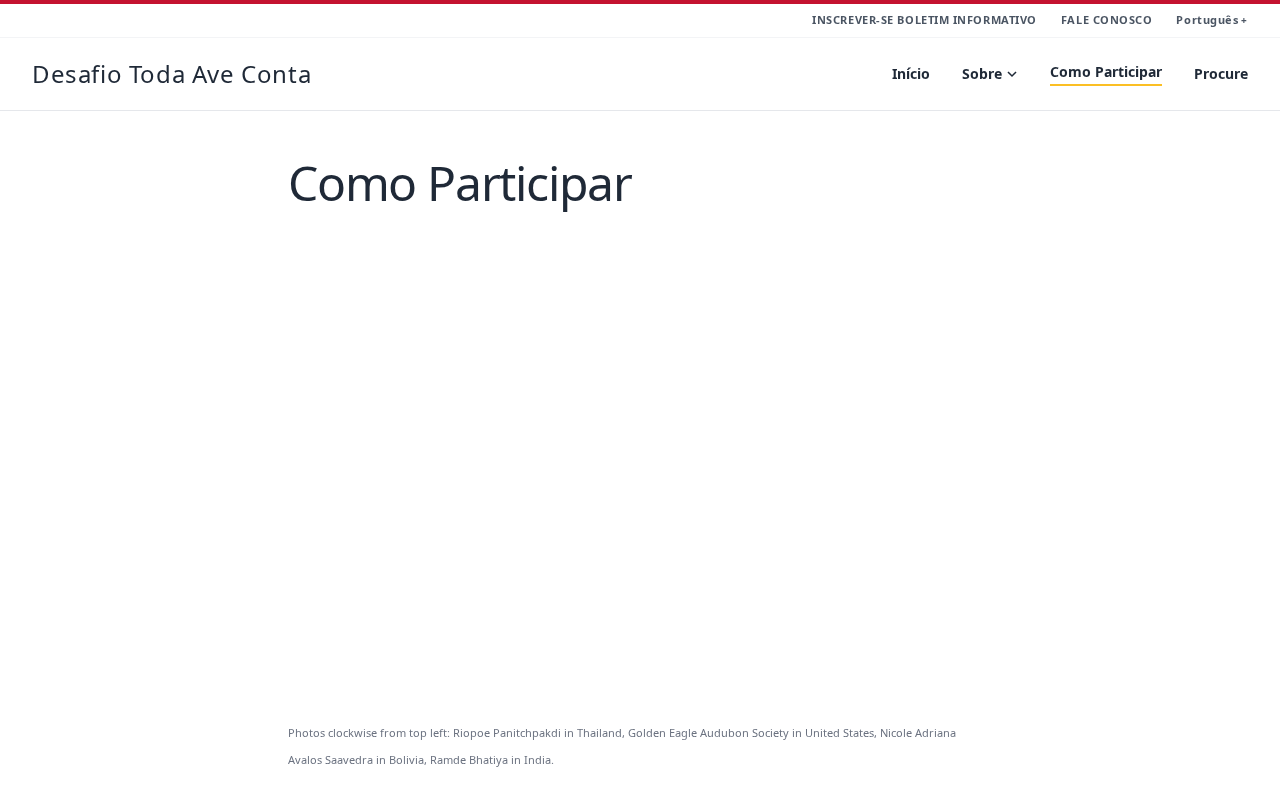 INSCREVER-SE BOLETIM INFORMATIVO FALE CONOSCO Português +
Desafio Toda Ave Conta
Início Sobre Como Participar Procure
Como Participar
Photos clockwise from top left: Riopoe Panitchpakdi in Thailand, Golden Eagle Audubon Society in United States, Nicole Adriana
Avalos Saavedra in Bolivia, Ramde Bhatiya in India.